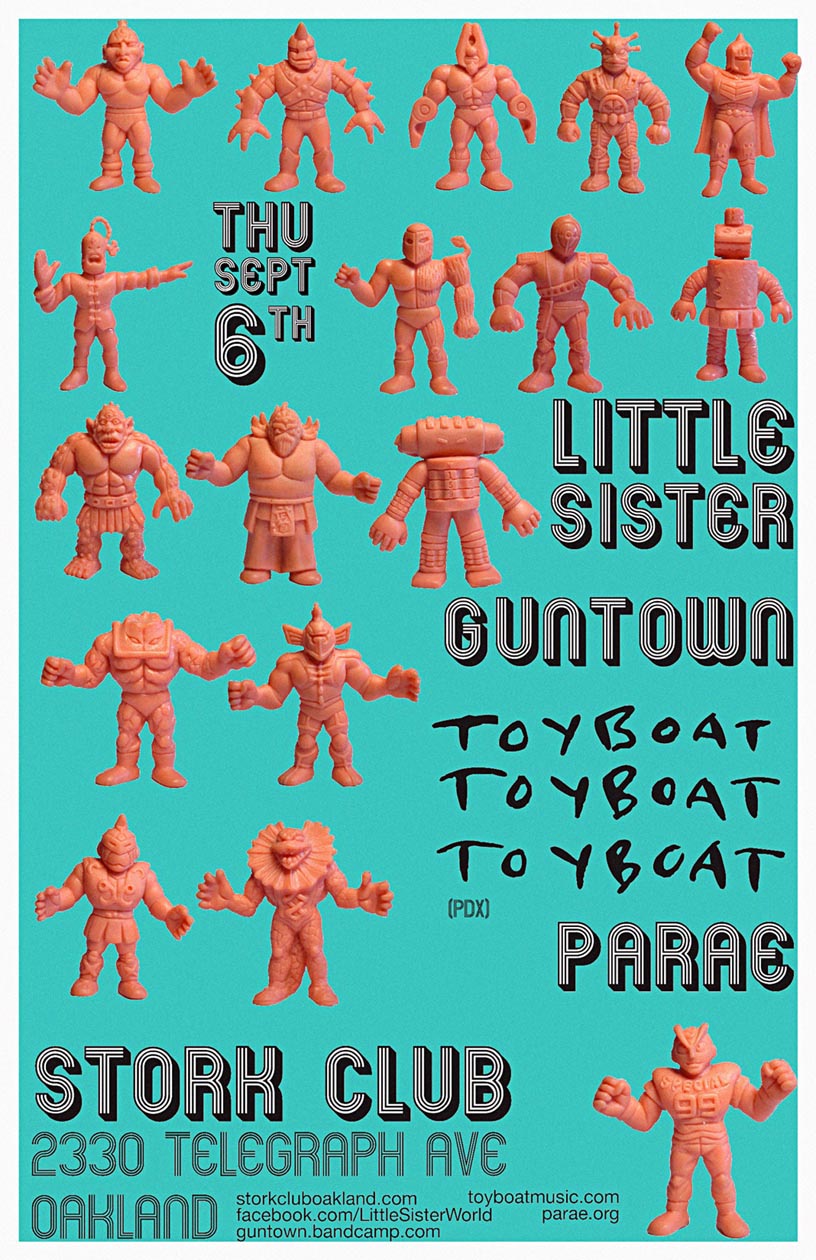 THU
SEPT
6TH
LITTLE
SISTER
GUNTOWN
TOYBOAT
TOYBOAT
TOYBOAT
(PDX)
PARAE
SPECIAL
99
STORK CLUB
2330 TELEGRAPH AVE
OAKLAND
storkcluboakland.com
facebook.com/LittleSisterWorld
guntown.bandcamp.com
toyboatmusic.com
parae.org